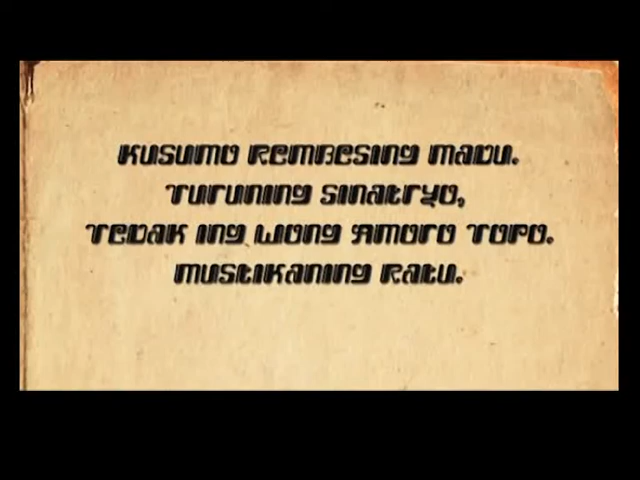 Kusumo Rembesing Madu.
Turuning Sinatryo,
Tedak ing wong Amoro Topo.
Mustikaning Ratu.